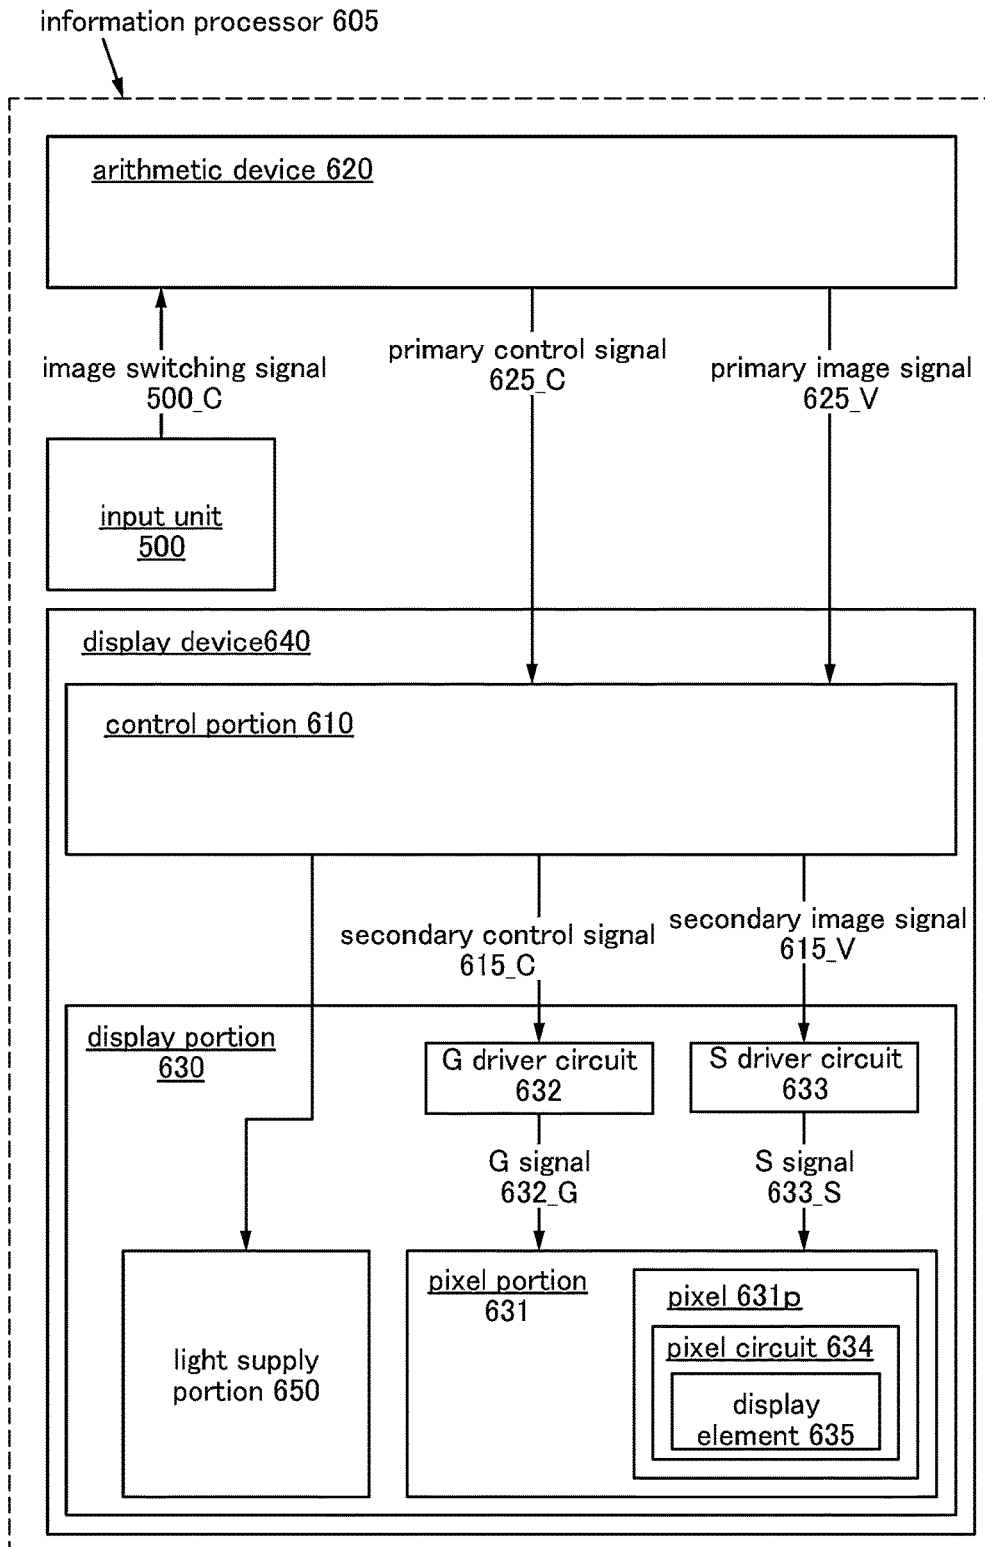 information processor 605
arithmetic device 620
image switching signal
500_C
primary control signal
625_C
primary image signal
625_V
input unit
500
display device640
control portion 610
secondary control signal
615_C
secondary image signal
615_V
display portion
630
G driver circuit
632
S driver circuit
633
G signal
632_G
S signal
633_S
light supply
portion 650
pixel portion
631
pixel 631p
pixel circuit 634
display
element 635